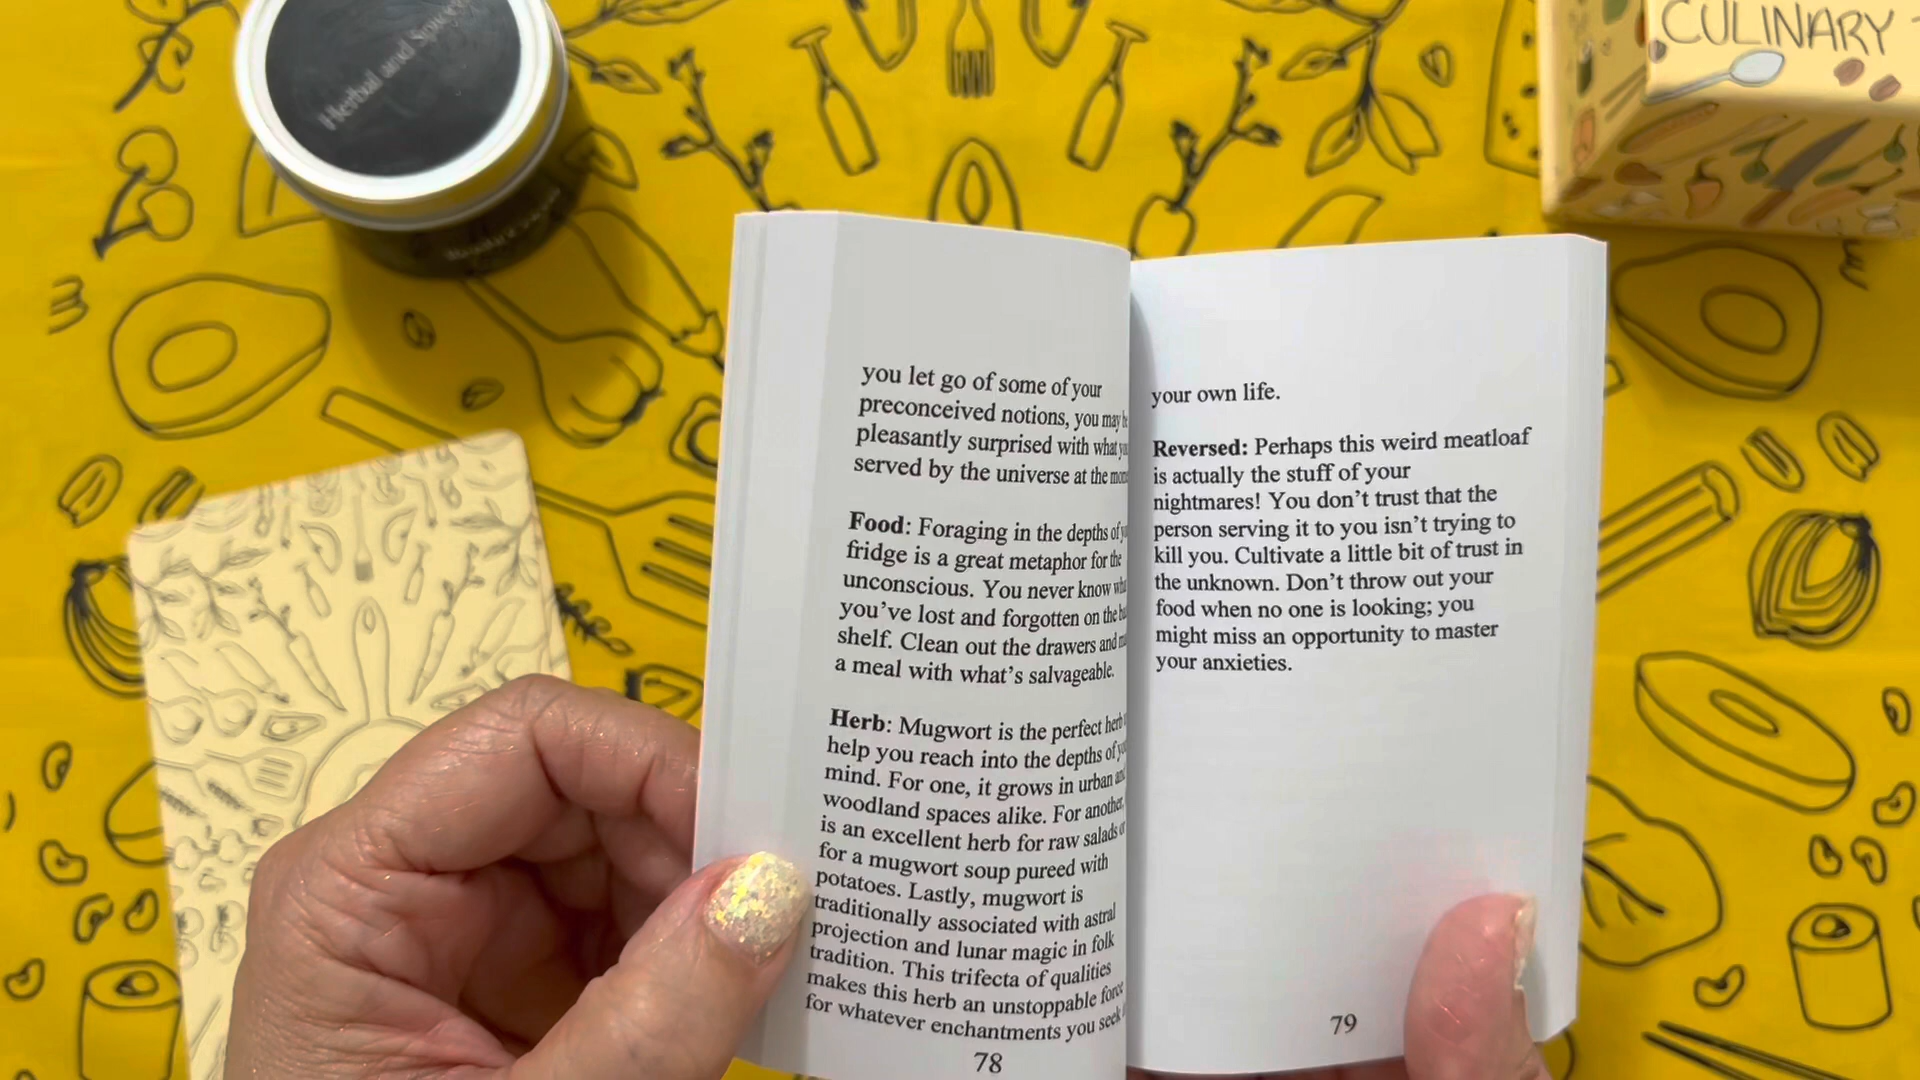 Herbal and Spices
CULINARY
you let go of some of your
preconceived notions, you may
pleasantly surprised with what
served by the universe at the
Food: Foraging in the depths of
fridge is a great metaphor for the
unconscious. You never know
you've lost and forgotten on the
shelf. Clean out the drawers and
a meal with what's salvageable.
Herb: Mugwort is the perfect herb
help you reach into the depths of
mind. For one, it grows in urban
woodland spaces alike. For another,
is an excellent herb for raw salads
for a mugwort soup pureed with
potatoes. Lastly, mugwort is
traditionally associated with astral
projection and lunar magic in folk
tradition. This trifecta of qualities
makes this herb an unstoppable force
for whatever enchantments you seek
78
your own life.
Reversed: Perhaps this weird meatloaf
is actually the stuff of your
nightmares! You don't trust that the
person serving it to you isn't trying to
kill you. Cultivate a little bit of trust in
the unknown. Don't throw out your
food when no one is looking; you
might miss an opportunity to master
your anxieties.
79